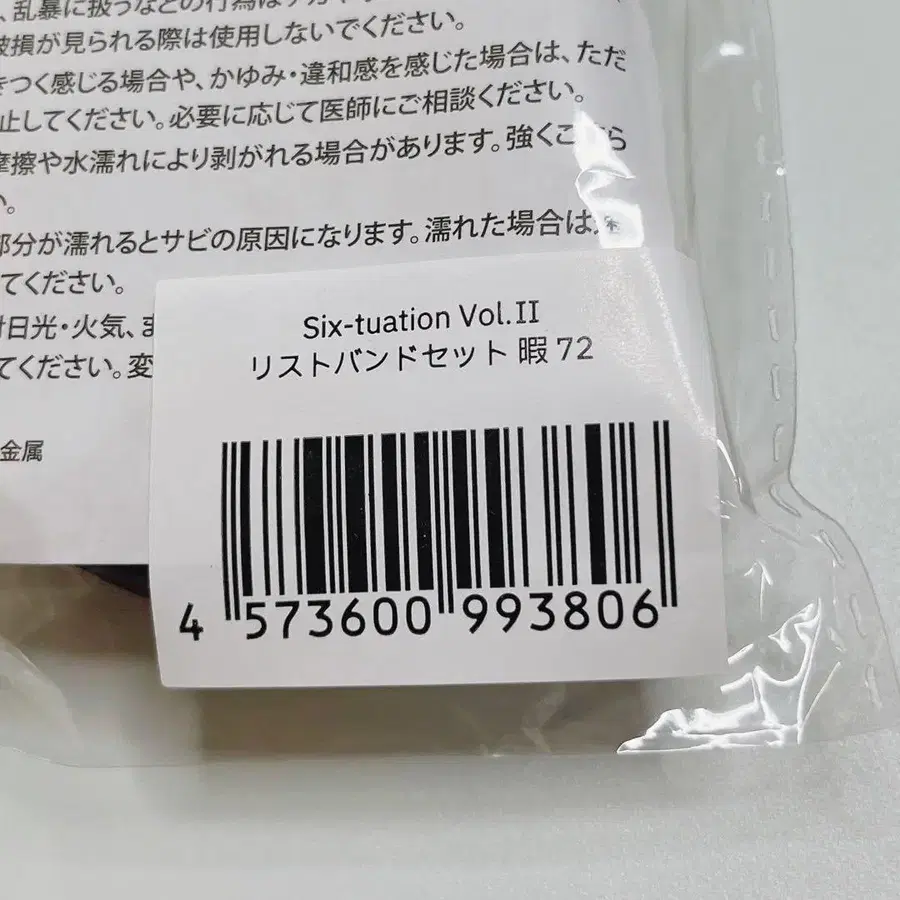 乱暴に扱うなどの行為は
破損が見られる際は使用しないでください。
きつく感じる場合や、かゆみ・違和感を感じた場合は、ただ
止してください。必要に応じて医師にご相談ください。
摩擦や水濡れにより剥がれる場合があります。強くこ
い。
部分が濡れるとサビの原因になります。濡れた場合は
てください。
日光・火気、ま
てください。変
金属
Six-tuation Vol.II
リストバンドセット 暇 72
4 573600 993806